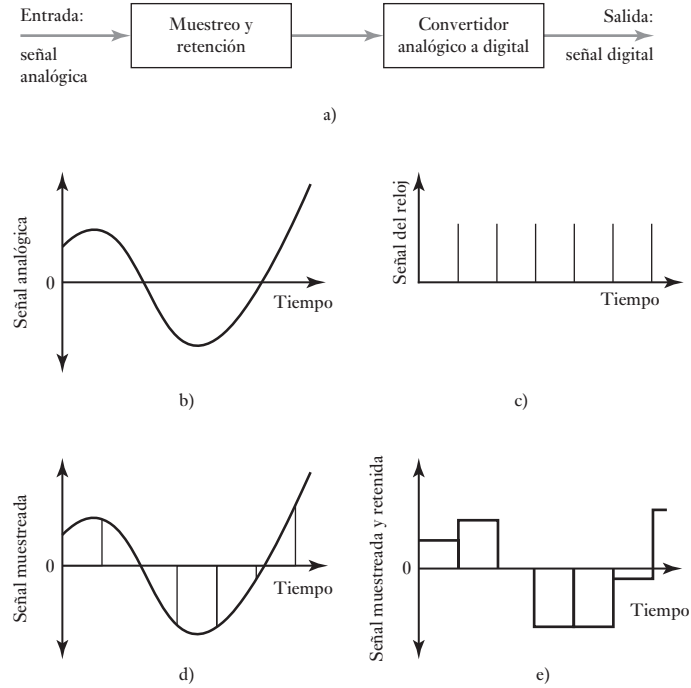 Entrada:
señal
analógica
Muestreo y
retención
Convertidor
analógico a digital
Salida:
señal digital
a)
Señal analógica
0
Tiempo
b)
Señal del reloj
Tiempo
c)
Señal muestreada
0
Tiempo
d)
Señal muestreada y retenida
0
Tiempo
e)